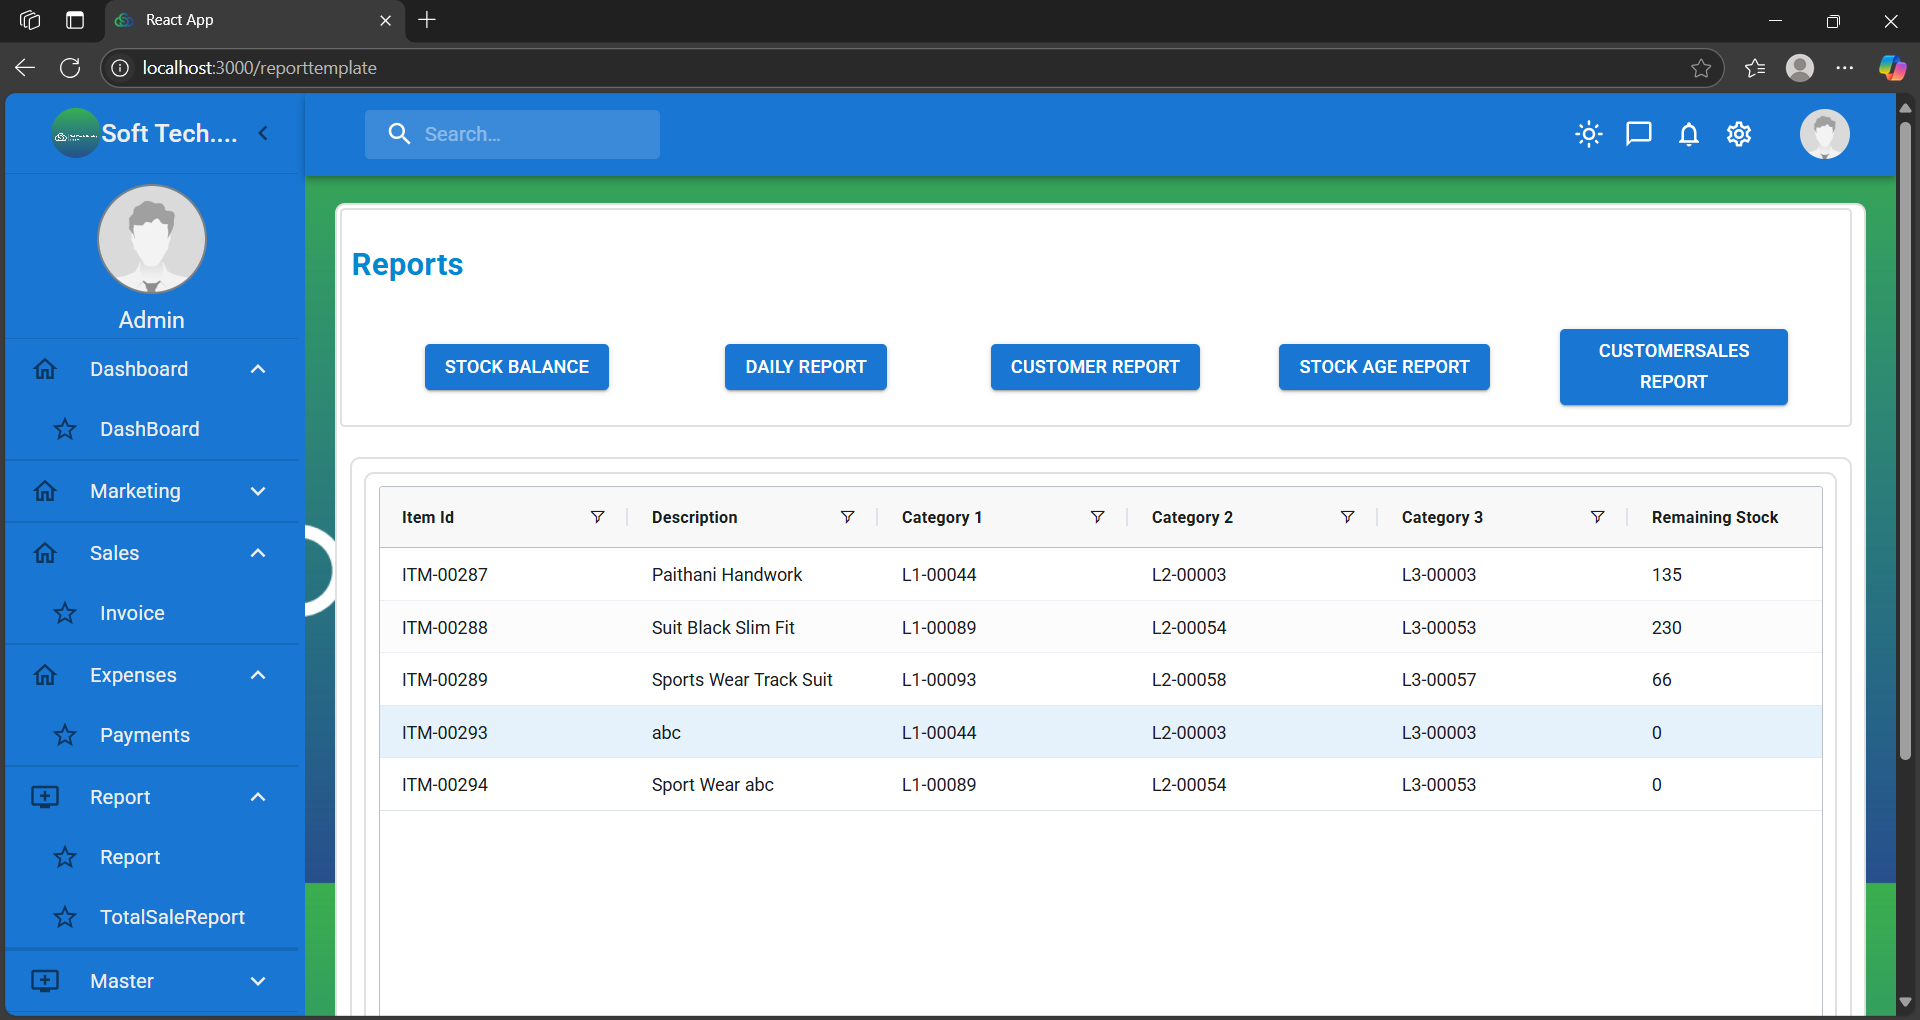 React App
localhost:3000/reporttemplate
Soft Tech....
Search...
Admin
Dashboard
DashBoard
Marketing
Sales
Invoice
Expenses
Payments
Report
Report
TotalSaleReport
Master
Reports
STOCK BALANCE
DAILY REPORT
CUSTOMER REPORT
STOCK AGE REPORT
CUSTOMERSALES
REPORT
Item Id Description Category 1 Category 2 Category 3 Remaining Stock
ITM-00287 Paithani Handwork L1-00044 L2-00003 L3-00003 135
ITM-00288 Suit Black Slim Fit L1-00089 L2-00054 L3-00053 230
ITM-00289 Sports Wear Track Suit L1-00093 L2-00058 L3-00057 66
ITM-00293 abc L1-00044 L2-00003 L3-00003 0
ITM-00294 Sport Wear abc L1-00089 L2-00054 L3-00053 0